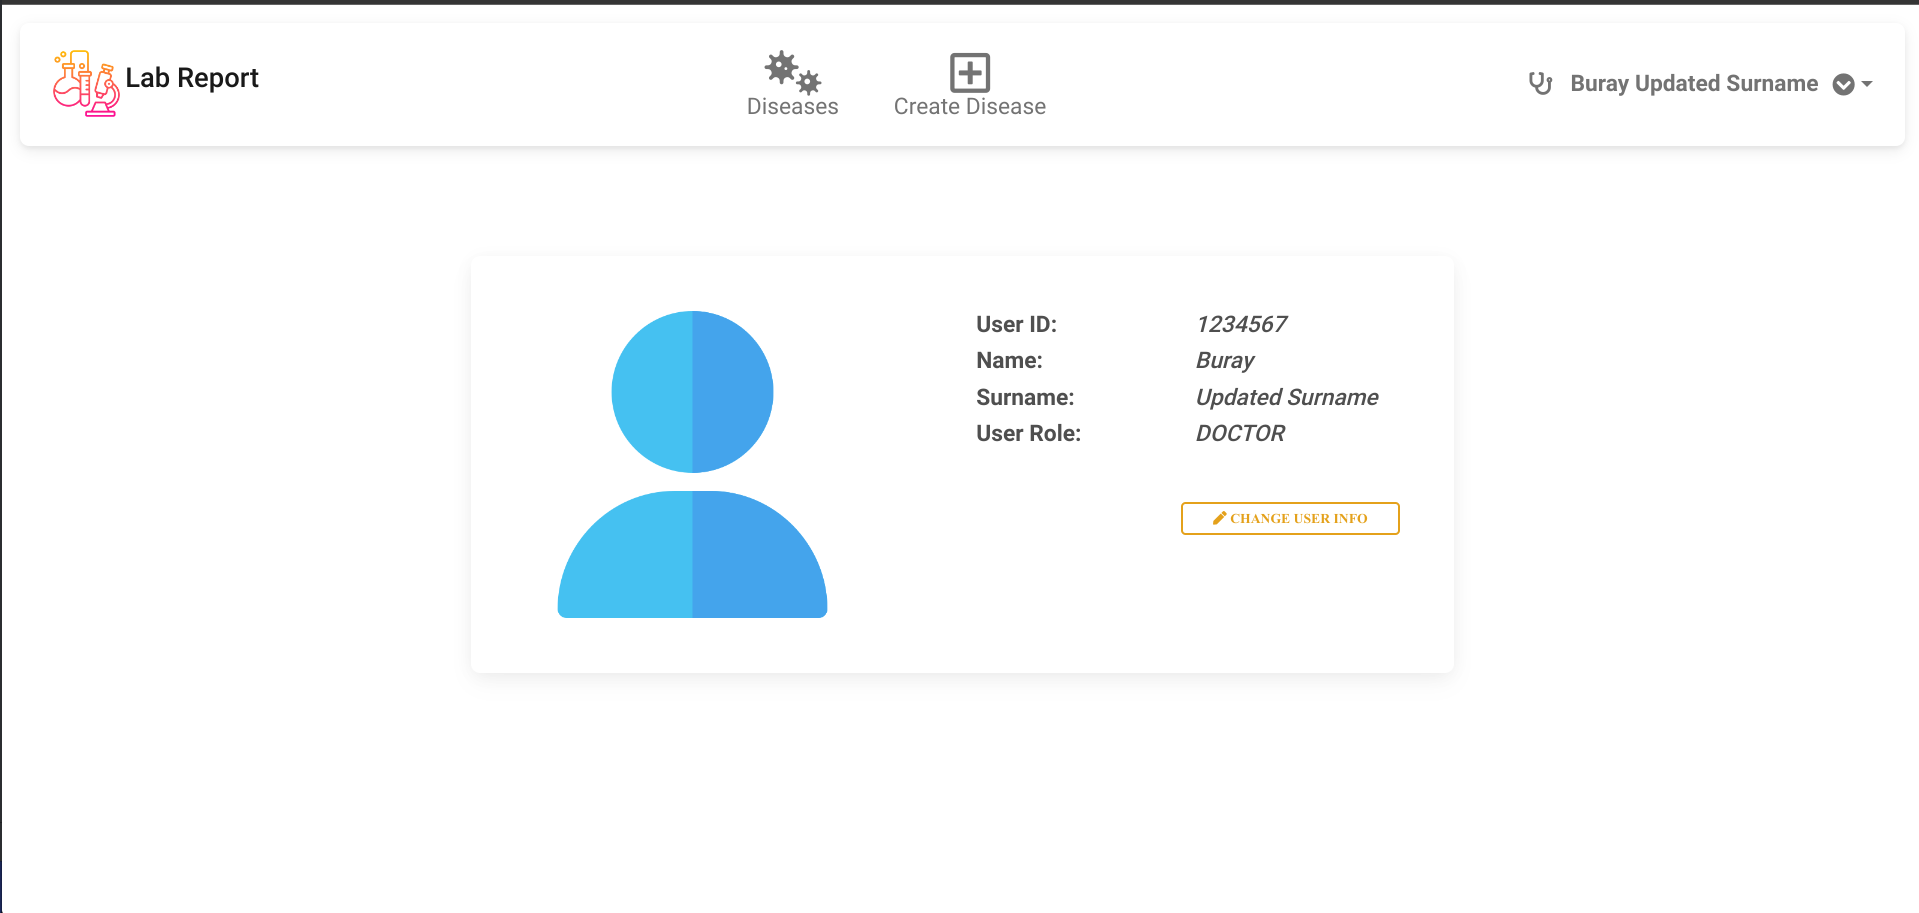 Lab Report
Diseases
Create Disease
Buray Updated Surname
User ID: 1234567
Name: Buray
Surname: Updated Surname
User Role: DOCTOR
CHANGE USER INFO